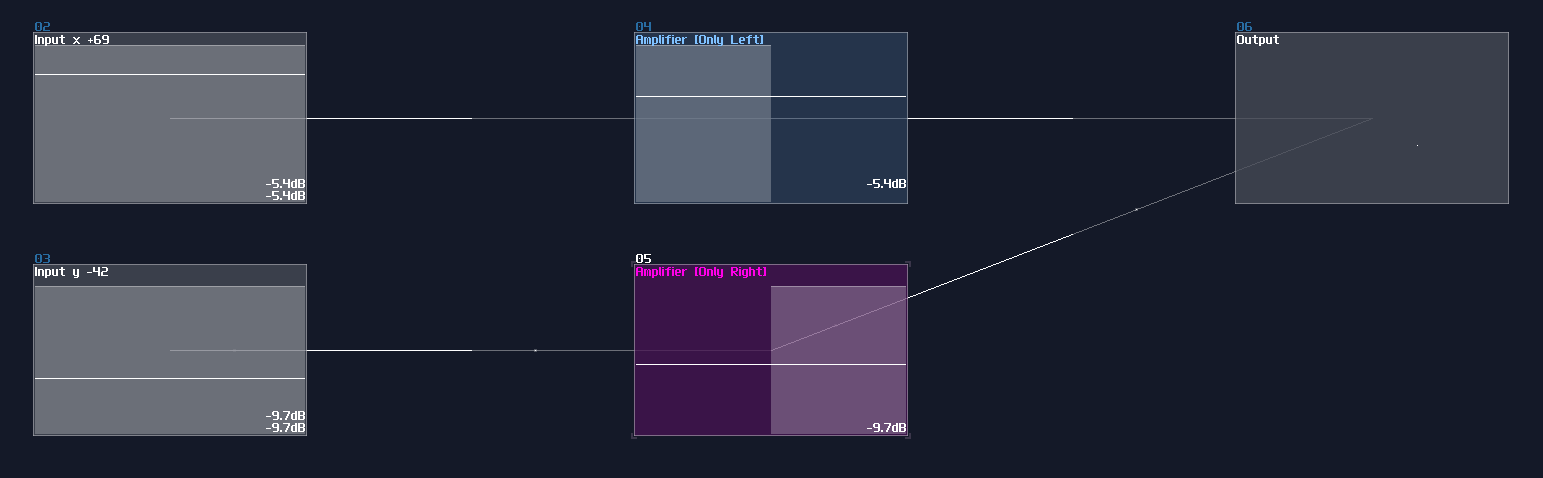 02
Input x +69
-5.4dB
-5.4dB
04
Amplifier [Only Left]
-5.4dB
06
Output
03
Input y -42
-9.7dB
-9.7dB
05
Amplifier [Only Right]
-9.7dB